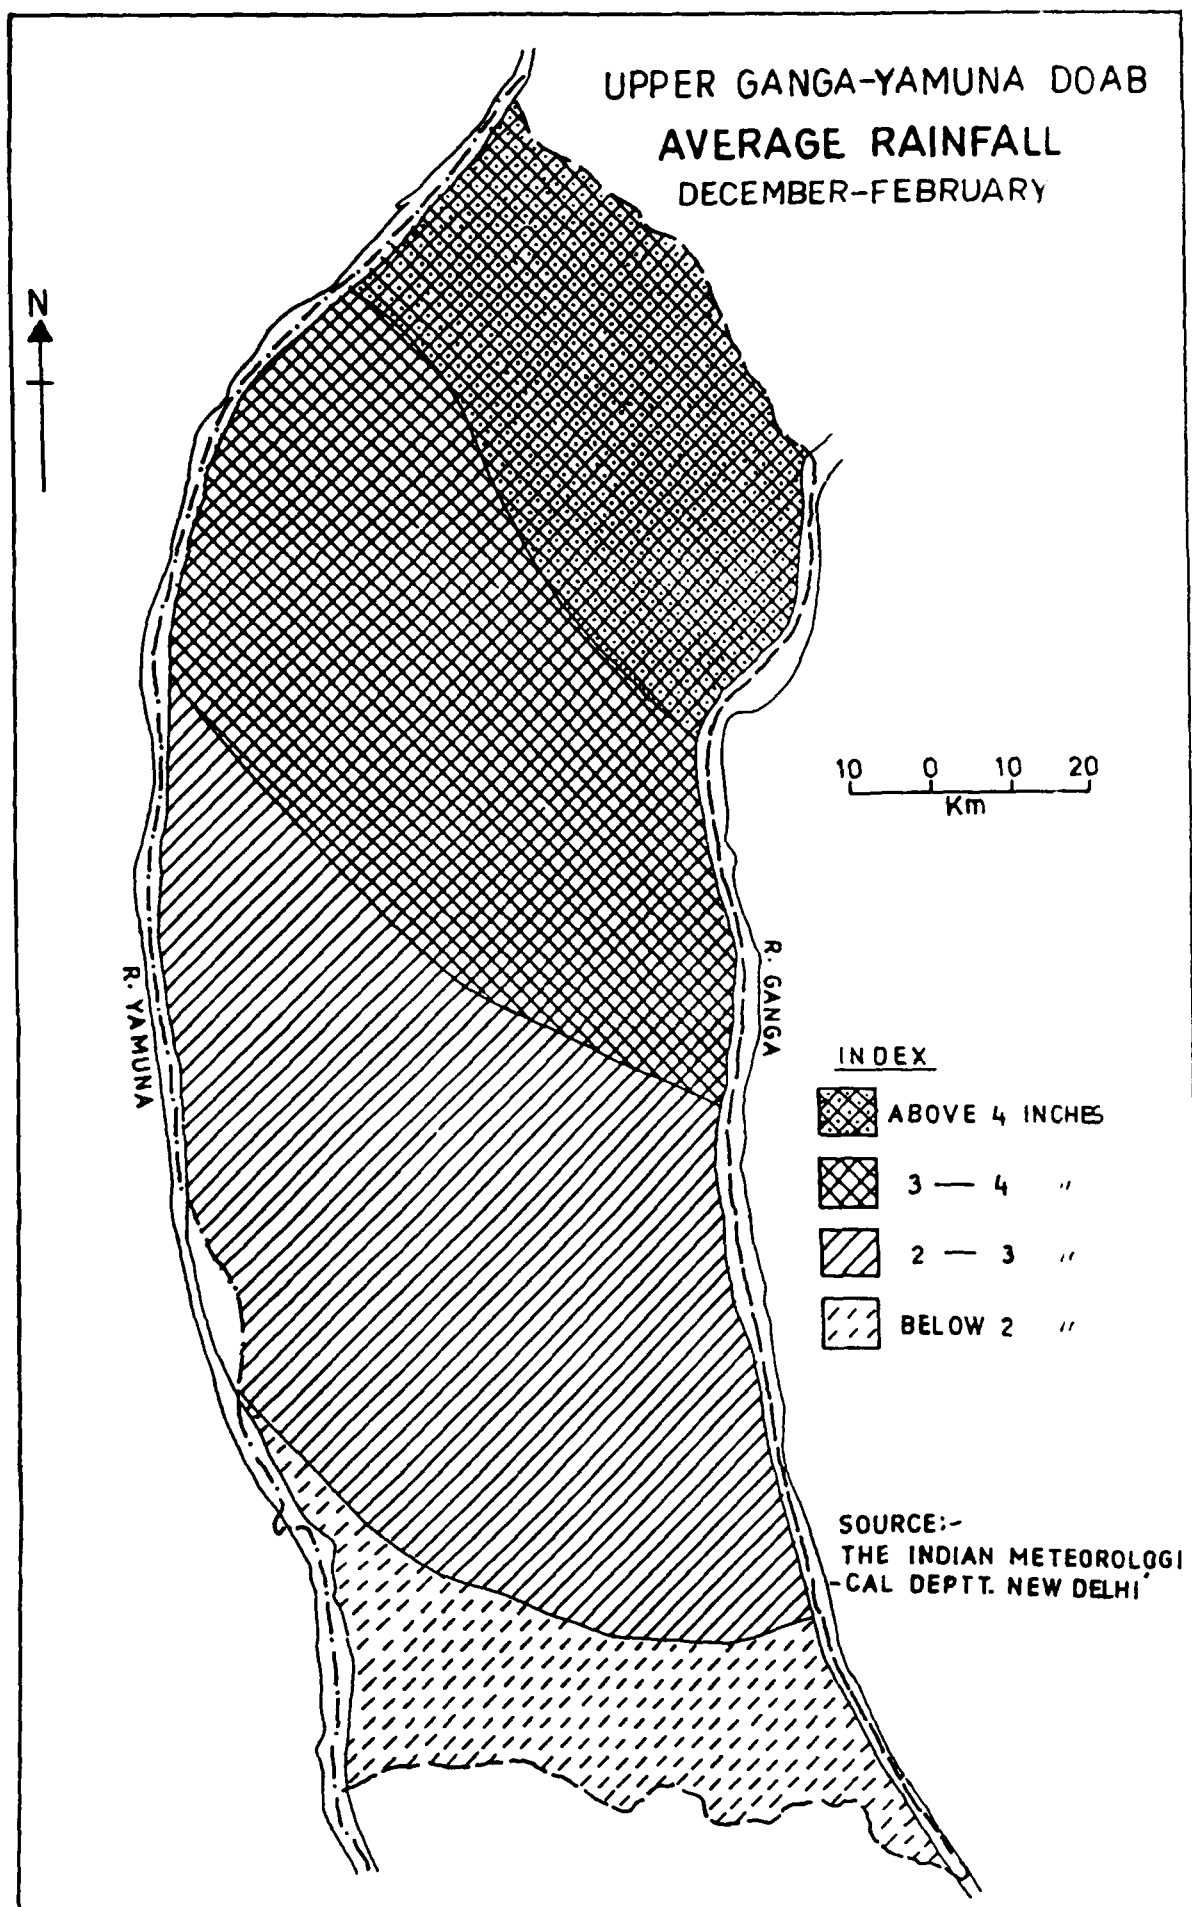 UPPER GANGA-YAMUNA DOAB
AVERAGE RAINFALL
DECEMBER-FEBRUARY
N
10 0 10 20
Km
R. YAMUNA
R. GANGA
INDEX
ABOVE 4 INCHES
3 — 4 "
2 — 3 "
BELOW 2 "
SOURCE:-
THE INDIAN METEOROLOGI
-CAL DEPTT. NEW DELHI'